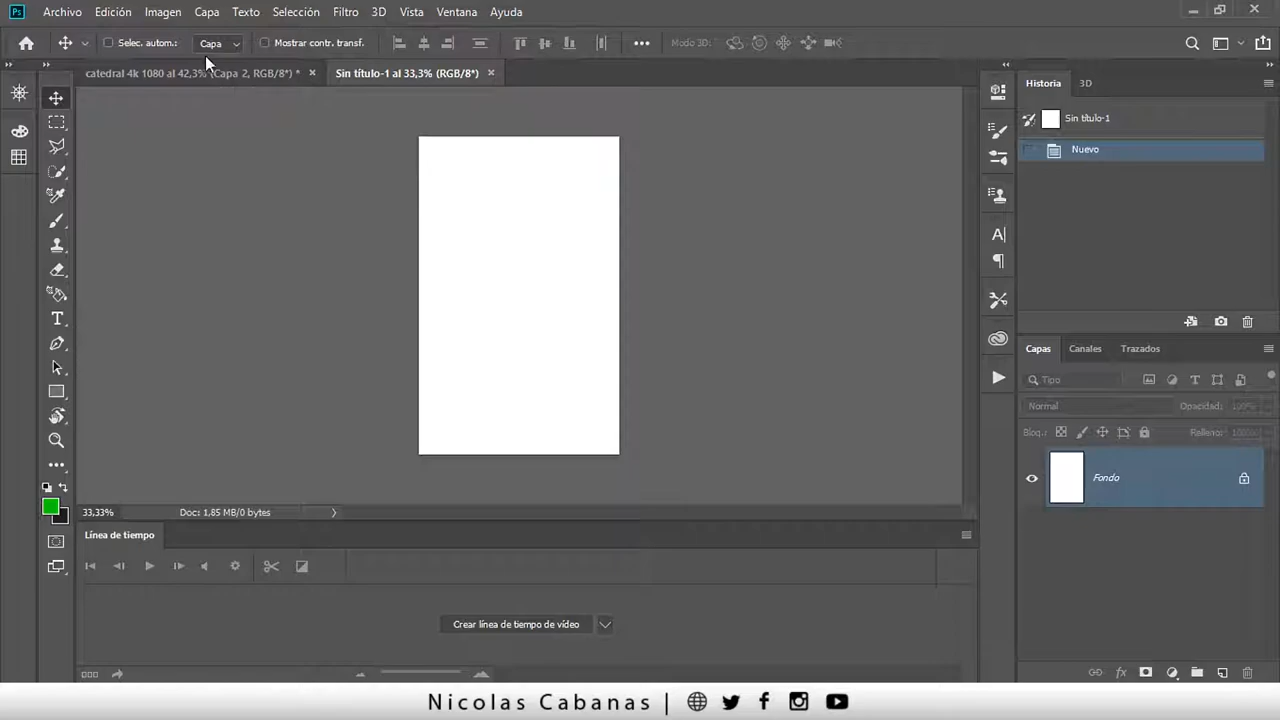 Archivo Edición Imagen Capa Texto Selección Filtro 3D Vista Ventana Ayuda
Selec. autom.: Capa Mostrar contr. transf. Modo 3D:
catedral 4k 1080 al 42,3% (Capa 2, RGB/8*) * Sin título-1 al 33,3% (RGB/8*)
Historia 3D
Sin título-1
Nuevo
Capas Canales Trazados
Tipo
Normal Opacidad: 100%
Bloq.: Relleno: 100%
Fondo
33,33% Doc: 1,85 MB/0 bytes
Línea de tiempo
Crear línea de tiempo de vídeo
Nicolas Cabanas |